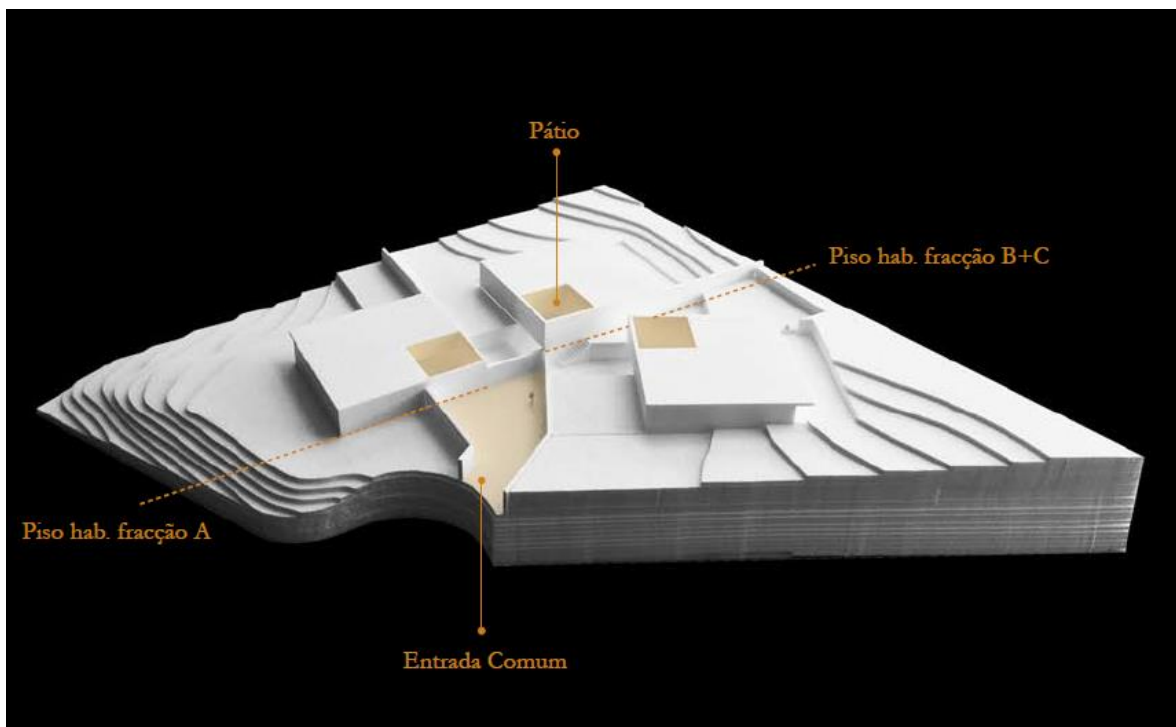 Pátio
Piso hab. fracção B+C
Piso hab. fracção A
Entrada Comum